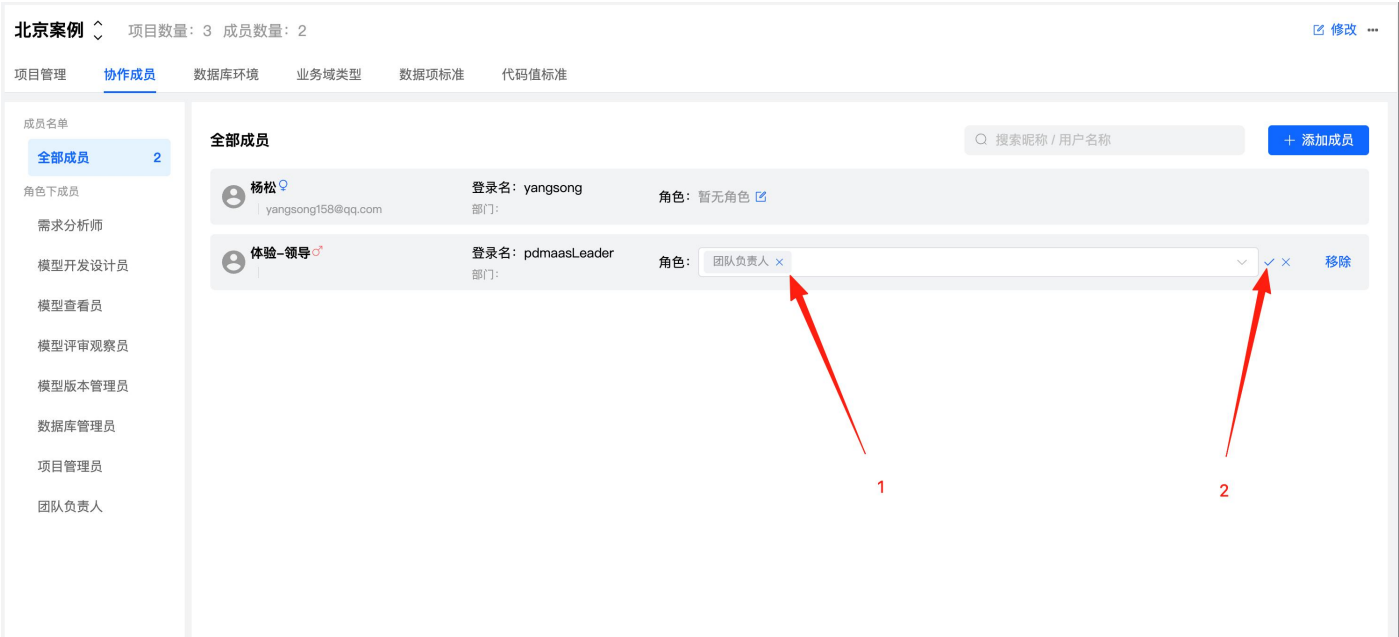 北京案例 项目数量: 3 成员数量: 2 修改 ···
项目管理 协作成员 数据库环境 业务域类型 数据项标准 代码值标准
成员名单
全部成员 2
角色下成员
需求分析师
模型开发设计员
模型查看员
模型评审观察员
模型版本管理员
数据库管理员
项目管理员
团队负责人
全部成员 搜索昵称 / 用户名称 + 添加成员
杨松 登录名: yangsong 角色: 暂无角色
yangsong158@qq.com 部门:
体验-领导 登录名: pdmaasLeader 角色: 团队负责人 × 移除
部门:
1 2